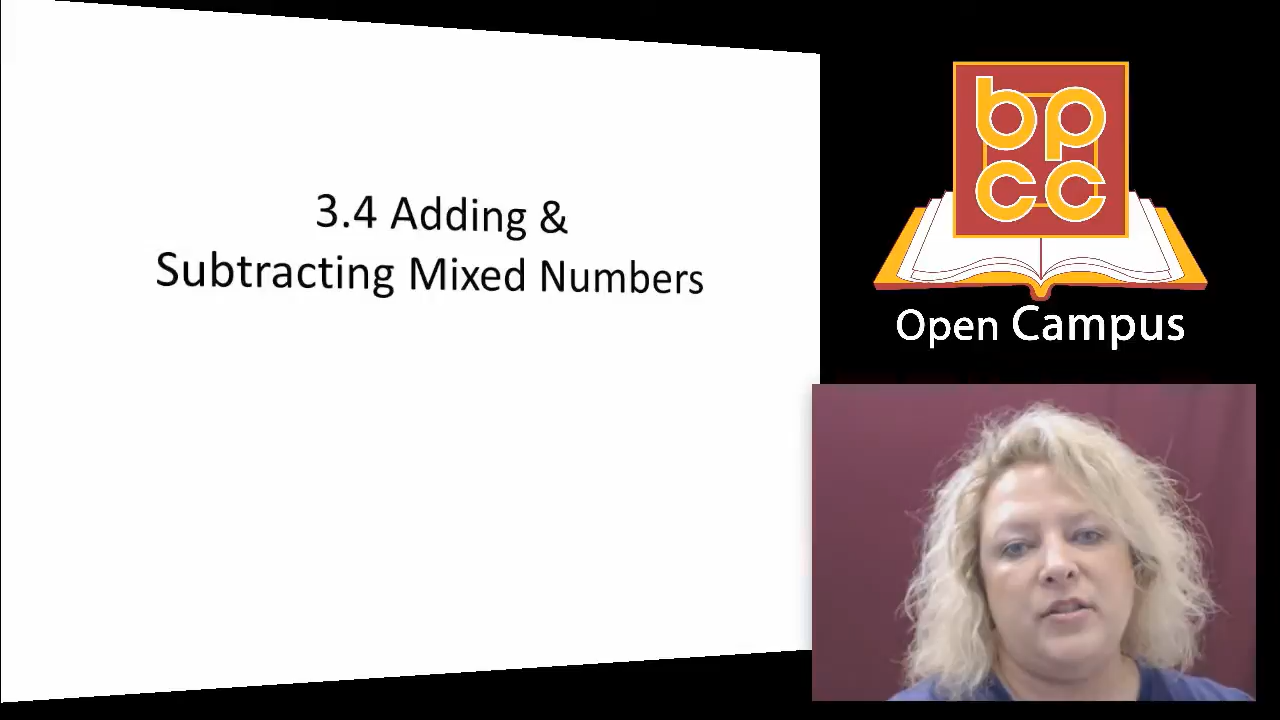 3.4 Adding &
Subtracting Mixed Numbers
bp
cc
Open Campus